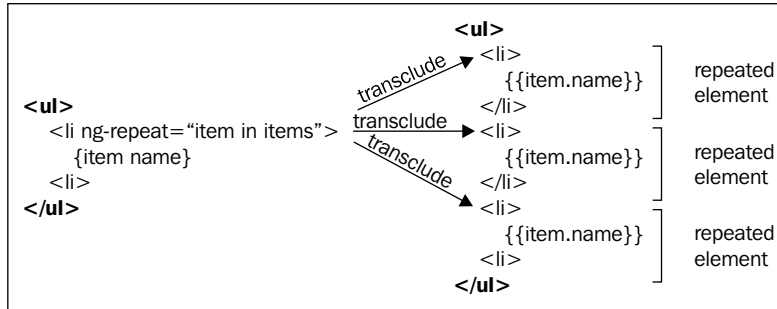 <ul>
<li ng-repeat=“item in items”>
{item name}
<li>
</ul>
transclude
transclude
transclude
<ul>
<li>
{{item.name}}
</li>
<li>
{{item.name}}
</li>
<li>
{{item.name}}
<li>
</ul>
repeated
element
repeated
element
repeated
element